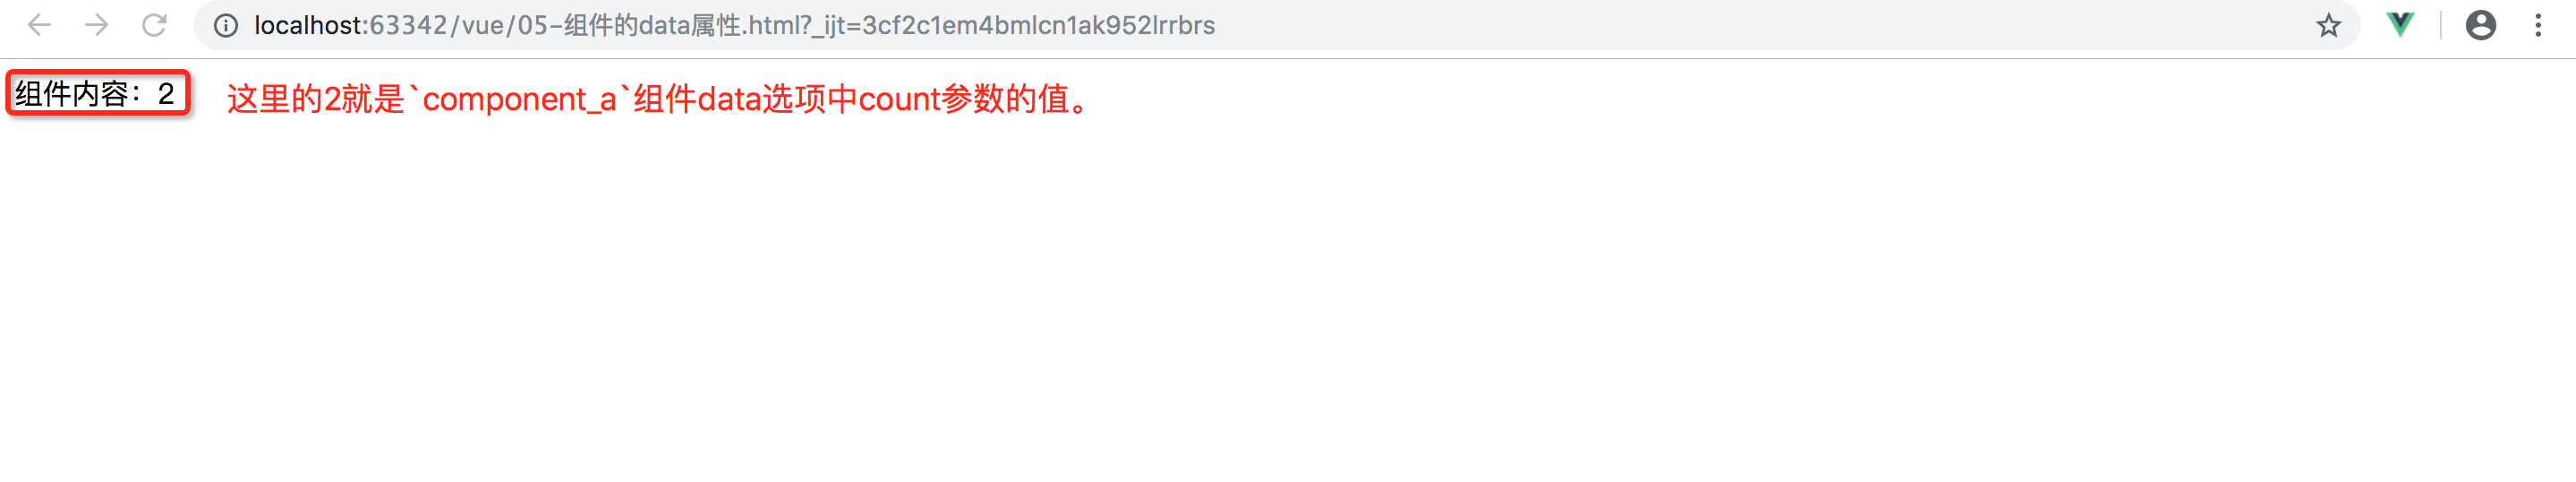 localhost:63342/vue/05-组件的data属性.html?_ijt=3cf2c1em4bmlcn1ak952lrrbrs
组件内容：2
这里的2就是`component_a`组件data选项中count参数的值。